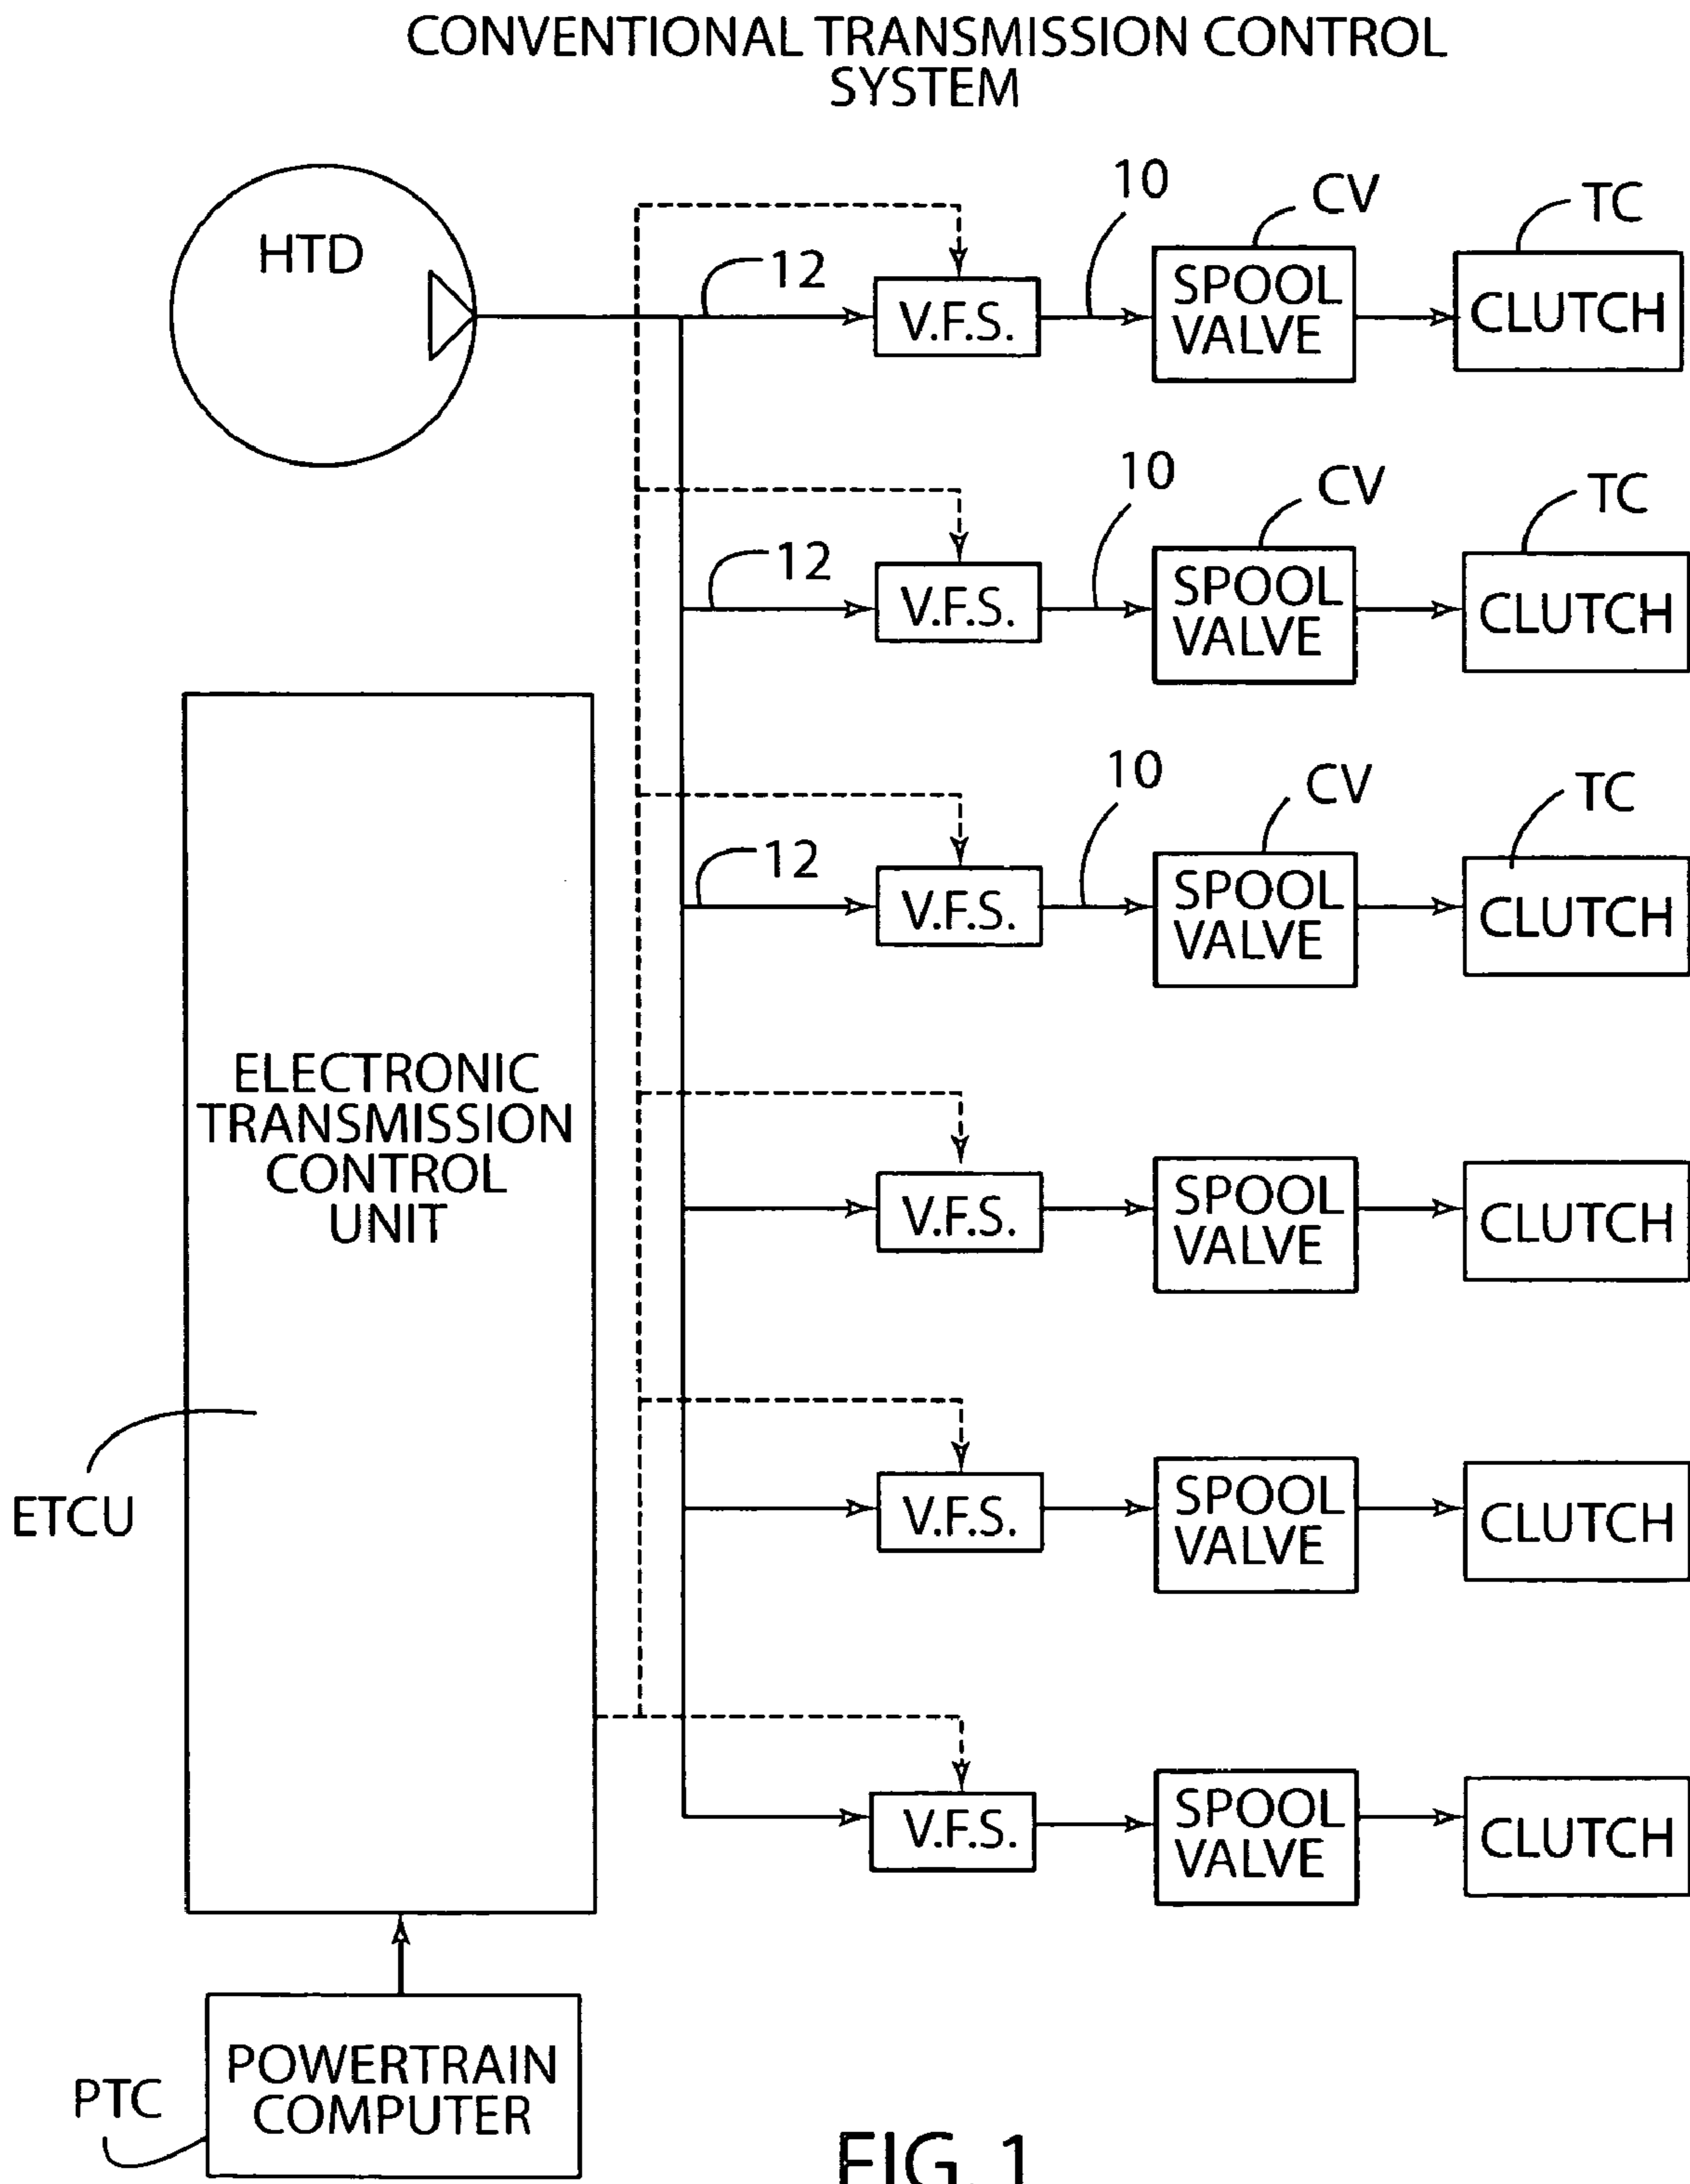 CONVENTIONAL TRANSMISSION CONTROL
SYSTEM
HTD
12
V.F.S.
10
SPOOL
VALVE
CV
CLUTCH
TC
12
V.F.S.
10
SPOOL
VALVE
CV
CLUTCH
TC
12
V.F.S.
10
SPOOL
VALVE
CV
CLUTCH
TC
ELECTRONIC
TRANSMISSION
CONTROL
UNIT
V.F.S.
SPOOL
VALVE
CLUTCH
ETCU
V.F.S.
SPOOL
VALVE
CLUTCH
V.F.S.
SPOOL
VALVE
CLUTCH
POWERTRAIN
COMPUTER
PTC
FIG. 1